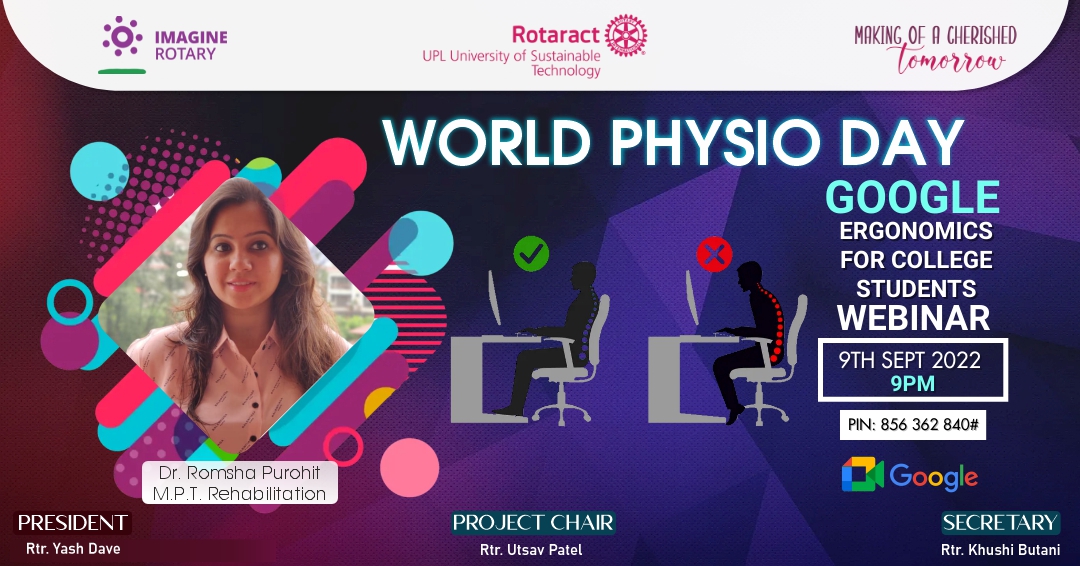 IMAGINE
ROTARY
Rotaract
UPL University of Sustainable
Technology
MAKING OF A CHERISHED
tomorrow
WORLD PHYSIO DAY
GOOGLE
ERGONOMICS
FOR COLLEGE
STUDENTS
WEBINAR
9TH SEPT 2022
9PM
PIN: 856 362 840#
Google
Dr. Romsha Purohit
M.P.T. Rehabilitation
PRESIDENT
Rtr. Yash Dave
PROJECT CHAIR
Rtr. Utsav Patel
SECRETARY
Rtr. Khushi Butani